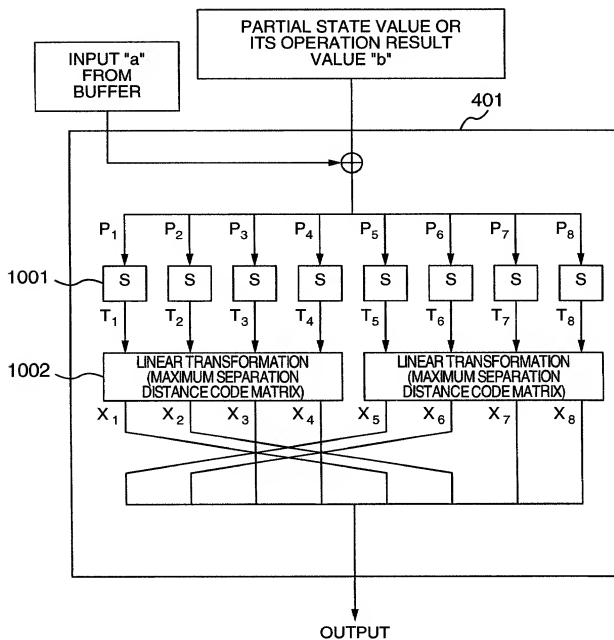 PARTIAL STATE VALUE OR
ITS OPERATION RESULT
VALUE "b"
INPUT "a"
FROM
BUFFER
401
P1 P2 P3 P4 P5 P6 P7 P8
1001
S S S S S S S S
T1 T2 T3 T4 T5 T6 T7 T8
1002
LINEAR TRANSFORMATION
(MAXIMUM SEPARATION
DISTANCE CODE MATRIX)
LINEAR TRANSFORMATION
(MAXIMUM SEPARATION
DISTANCE CODE MATRIX)
X1 X2 X3 X4 X5 X6 X7 X8
OUTPUT